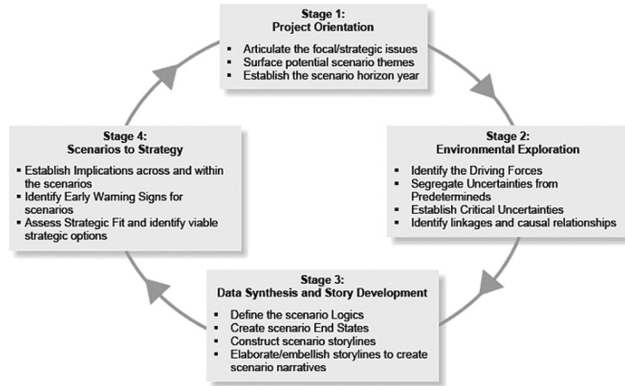 Stage 1:
Project Orientation
▪ Articulate the focal/strategic issues
▪ Surface potential scenario themes
▪ Establish the scenario horizon year
Stage 2:
Environmental Exploration
▪ Identify the Driving Forces
▪ Segregate Uncertainties from
Predetermineds
▪ Establish Critical Uncertainties
▪ Identify linkages and causal relationships
Stage 3:
Data Synthesis and Story Development
▪ Define the scenario Logics
▪ Create scenario End States
▪ Construct scenario storylines
▪ Elaborate/embellish storylines to create
scenario narratives
Stage 4:
Scenarios to Strategy
▪ Establish Implications across and within
the scenarios
▪ Identify Early Warning Signs for
scenarios
▪ Assess Strategic Fit and identify viable
strategic options